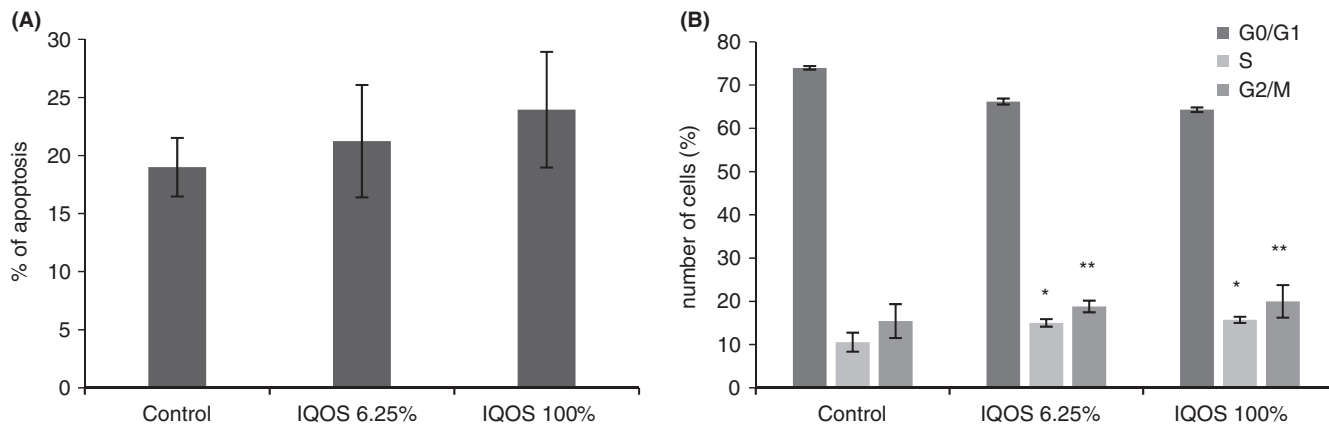 (A)
30
25
20
15
10
5
0
% of apoptosis
Control IQOS 6.25% IQOS 100%
(B)
80
70
60
50
40
30
20
10
0
number of cells (%)
G0/G1
S
G2/M
* **
* **
Control IQOS 6.25% IQOS 100%